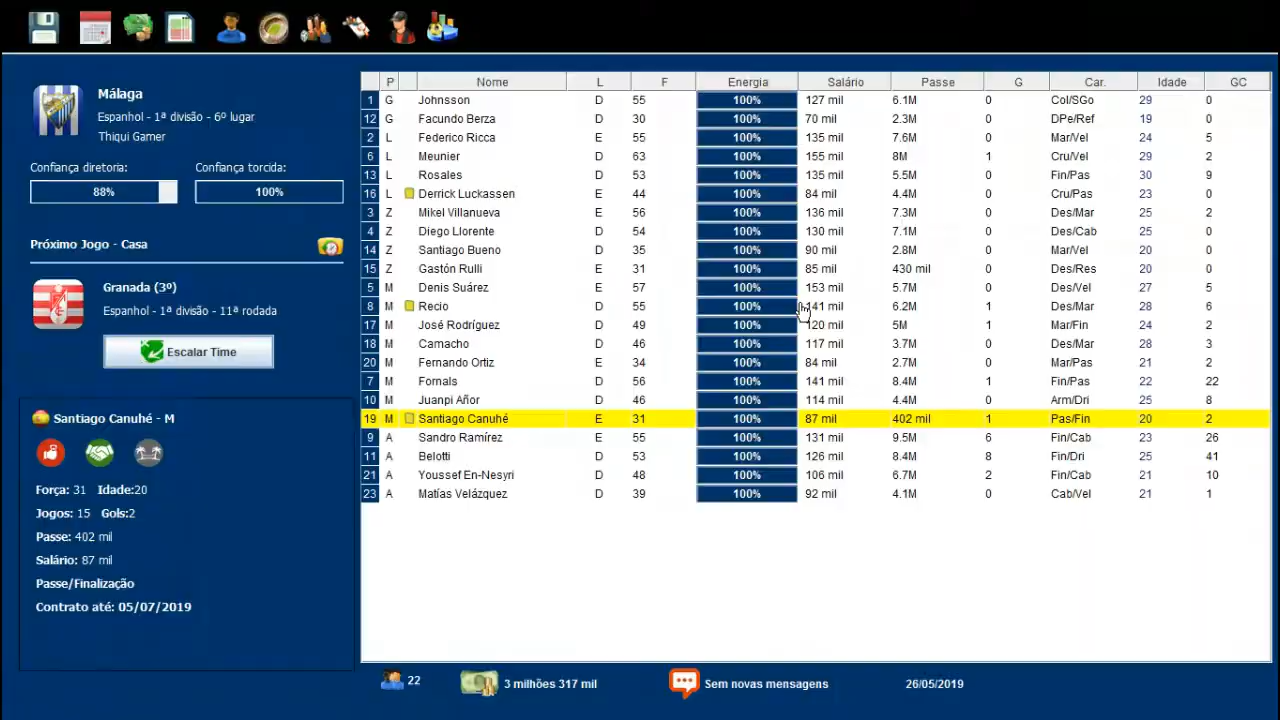 Málaga
Espanhol - 1ª divisão - 6º lugar
Thiqui Gamer
Confiança diretoria: Confiança torcida:
88% 100%
Próximo Jogo - Casa
Granada (3º)
Espanhol - 1ª divisão - 11ª rodada
Escalar Time
Santiago Canuhé - M
Força: 31 Idade:20
Jogos: 15 Gols:2
Passe: 402 mil
Salário: 87 mil
Passe/Finalização
Contrato até: 05/07/2019
P Nome L F Energia Salário Passe G Car. Idade GC
1 G Johnsson D 55 100% 127 mil 6.1M 0 Col/SGo 29 0
12 G Facundo Berza D 30 100% 70 mil 2.3M 0 DPe/Ref 19 0
2 L Federico Ricca E 55 100% 135 mil 7.6M 0 Mar/Vel 24 5
6 L Meunier D 63 100% 155 mil 8M 1 Cru/Vel 29 2
13 L Rosales D 53 100% 135 mil 5.5M 0 Fin/Pas 30 9
16 L Derrick Luckassen E 44 100% 84 mil 4.4M 0 Cru/Pas 23 0
3 Z Mikel Villanueva E 56 100% 136 mil 7.3M 0 Des/Mar 25 2
4 Z Diego Llorente D 54 100% 130 mil 7.1M 0 Des/Cab 25 0
14 Z Santiago Bueno D 35 100% 90 mil 2.8M 0 Mar/Vel 20 0
15 Z Gastón Rulli E 31 100% 85 mil 430 mil 0 Des/Res 20 0
5 M Denis Suárez E 57 100% 153 mil 5.7M 0 Des/Vel 27 5
8 M Recio D 55 100% 141 mil 6.2M 1 Des/Mar 28 6
17 M José Rodríguez D 49 100% 120 mil 5M 1 Mar/Fin 24 2
18 M Camacho D 46 100% 117 mil 3.7M 0 Des/Mar 28 3
20 M Fernando Ortiz E 34 100% 84 mil 2.7M 0 Mar/Pas 21 2
7 M Fornals D 56 100% 141 mil 8.4M 1 Fin/Pas 22 22
10 M Juanpi Añor D 46 100% 114 mil 4.4M 0 Arm/Dri 25 8
19 M Santiago Canuhé E 31 100% 87 mil 402 mil 1 Pas/Fin 20 2
9 A Sandro Ramírez E 55 100% 131 mil 9.5M 6 Fin/Cab 23 26
11 A Belotti D 53 100% 126 mil 8.4M 8 Fin/Dri 25 41
21 A Youssef En-Nesyri D 48 100% 106 mil 6.7M 2 Fin/Cab 21 10
23 A Matías Velázquez D 39 100% 92 mil 4.1M 0 Cab/Vel 21 1
22 3 milhões 317 mil Sem novas mensagens 26/05/2019